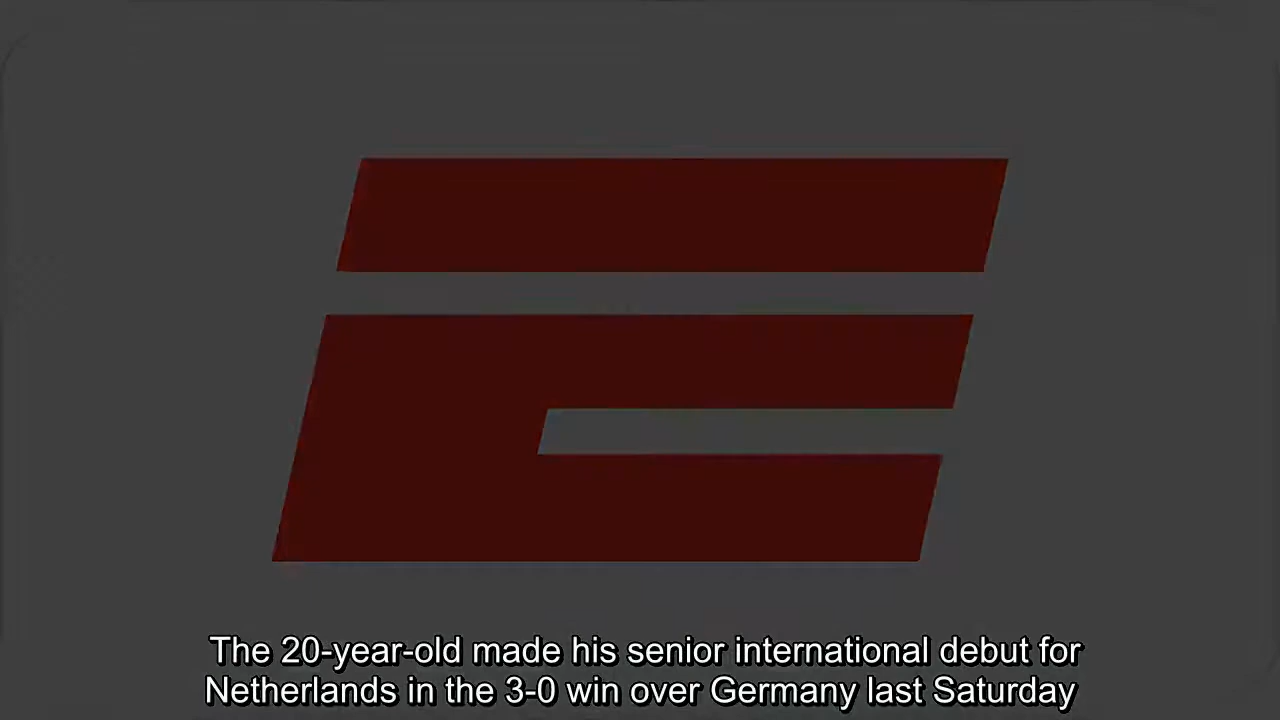 The 20-year-old made his senior international debut for
Netherlands in the 3-0 win over Germany last Saturday